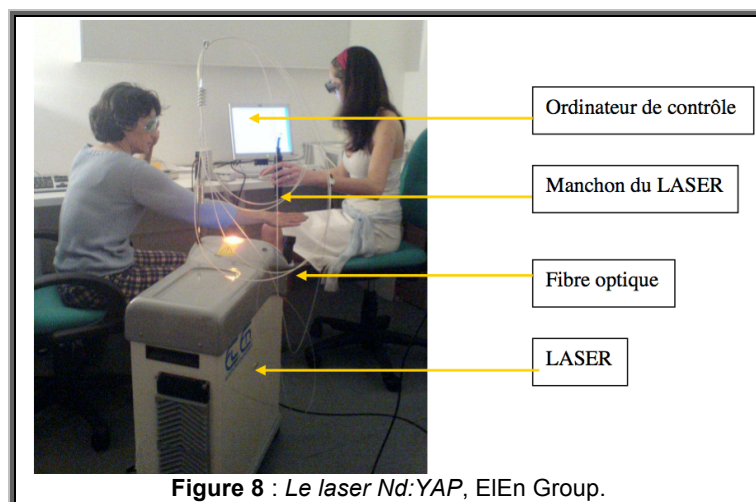 Ordinateur de contrôle
Manchon du LASER
Fibre optique
LASER
Figure 8 : Le laser Nd:YAP, ElEn Group.